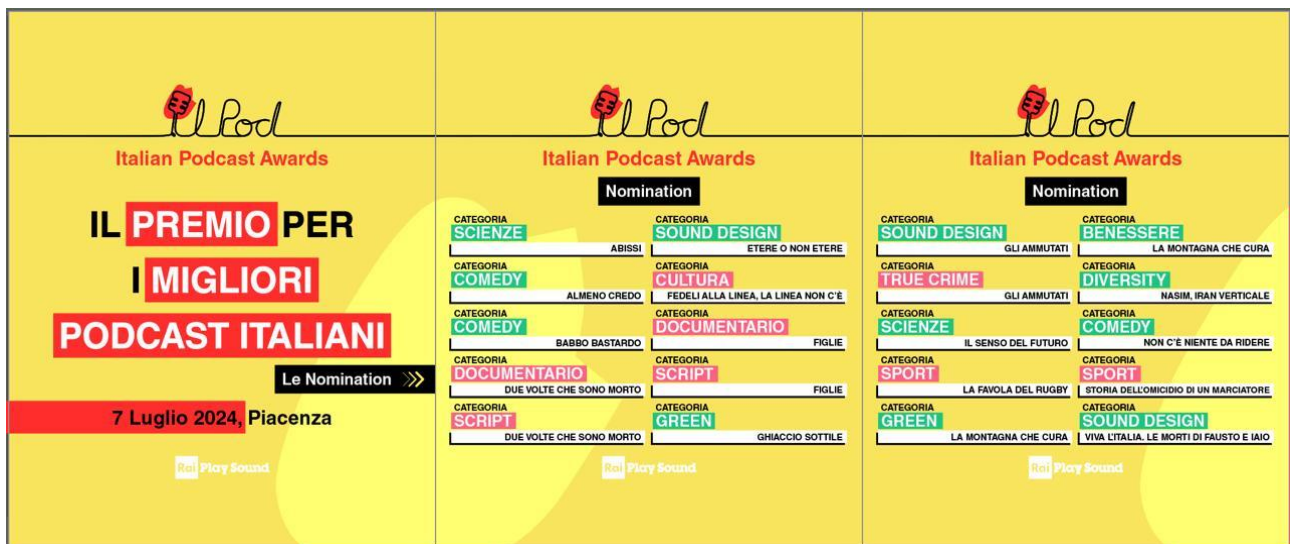 il Pod
Italian Podcast Awards
IL PREMIO PER
I MIGLIORI
PODCAST ITALIANI
Le Nomination
7 Luglio 2024, Piacenza
Rai Play Sound
il Pod
Italian Podcast Awards
Nomination
CATEGORIA
SCIENZE
ABISSI
CATEGORIA
COMEDY
ALMENO CREDO
CATEGORIA
COMEDY
BABBO BASTARDO
CATEGORIA
DOCUMENTARIO
DUE VOLTE CHE SONO MORTO
CATEGORIA
SCRIPT
DUE VOLTE CHE SONO MORTO
CATEGORIA
SOUND DESIGN
ETERE O NON ETERE
CATEGORIA
CULTURA
FEDELI ALLA LINEA, LA LINEA NON C'È
CATEGORIA
DOCUMENTARIO
FIGLIE
CATEGORIA
SCRIPT
FIGLIE
CATEGORIA
GREEN
GHIACCIO SOTTILE
Rai Play Sound
il Pod
Italian Podcast Awards
Nomination
CATEGORIA
SOUND DESIGN
GLI AMMUTATI
CATEGORIA
TRUE CRIME
GLI AMMUTATI
CATEGORIA
SCIENZE
IL SENSO DEL FUTURO
CATEGORIA
SPORT
LA FAVOLA DEL RUGBY
CATEGORIA
GREEN
LA MONTAGNA CHE CURA
CATEGORIA
BENESSERE
LA MONTAGNA CHE CURA
CATEGORIA
DIVERSITY
NASIM, IRAN VERTICALE
CATEGORIA
COMEDY
NON C'È NIENTE DA RIDERE
CATEGORIA
SPORT
STORIA DELL'OMICIDIO DI UN MARCIATORE
CATEGORIA
SOUND DESIGN
VIVA L'ITALIA. LE MORTI DI FAUSTO E IAIO
Rai Play Sound